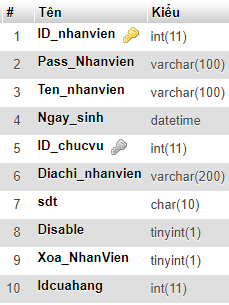 # Tên Kiểu
1 ID_nhanvien int(11)
2 Pass_Nhanvien varchar(100)
3 Ten_nhanvien varchar(100)
4 Ngay_sinh datetime
5 ID_chucvu int(11)
6 Diachi_nhanvien varchar(200)
7 sdt char(10)
8 Disable tinyint(1)
9 Xoa_NhanVien tinyint(1)
10 Idcuahang int(11)